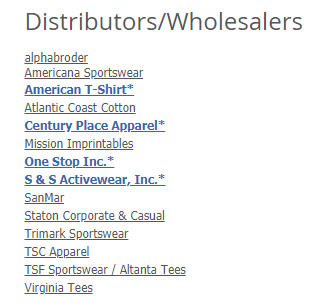 Distributors/Wholesalers
alphabroder
Americana Sportswear
American T-Shirt*
Atlantic Coast Cotton
Century Place Apparel*
Mission Imprintables
One Stop Inc.*
S & S Activewear, Inc.*
SanMar
Staton Corporate & Casual
Trimark Sportswear
TSC Apparel
TSF Sportswear / Altanta Tees
Virginia Tees